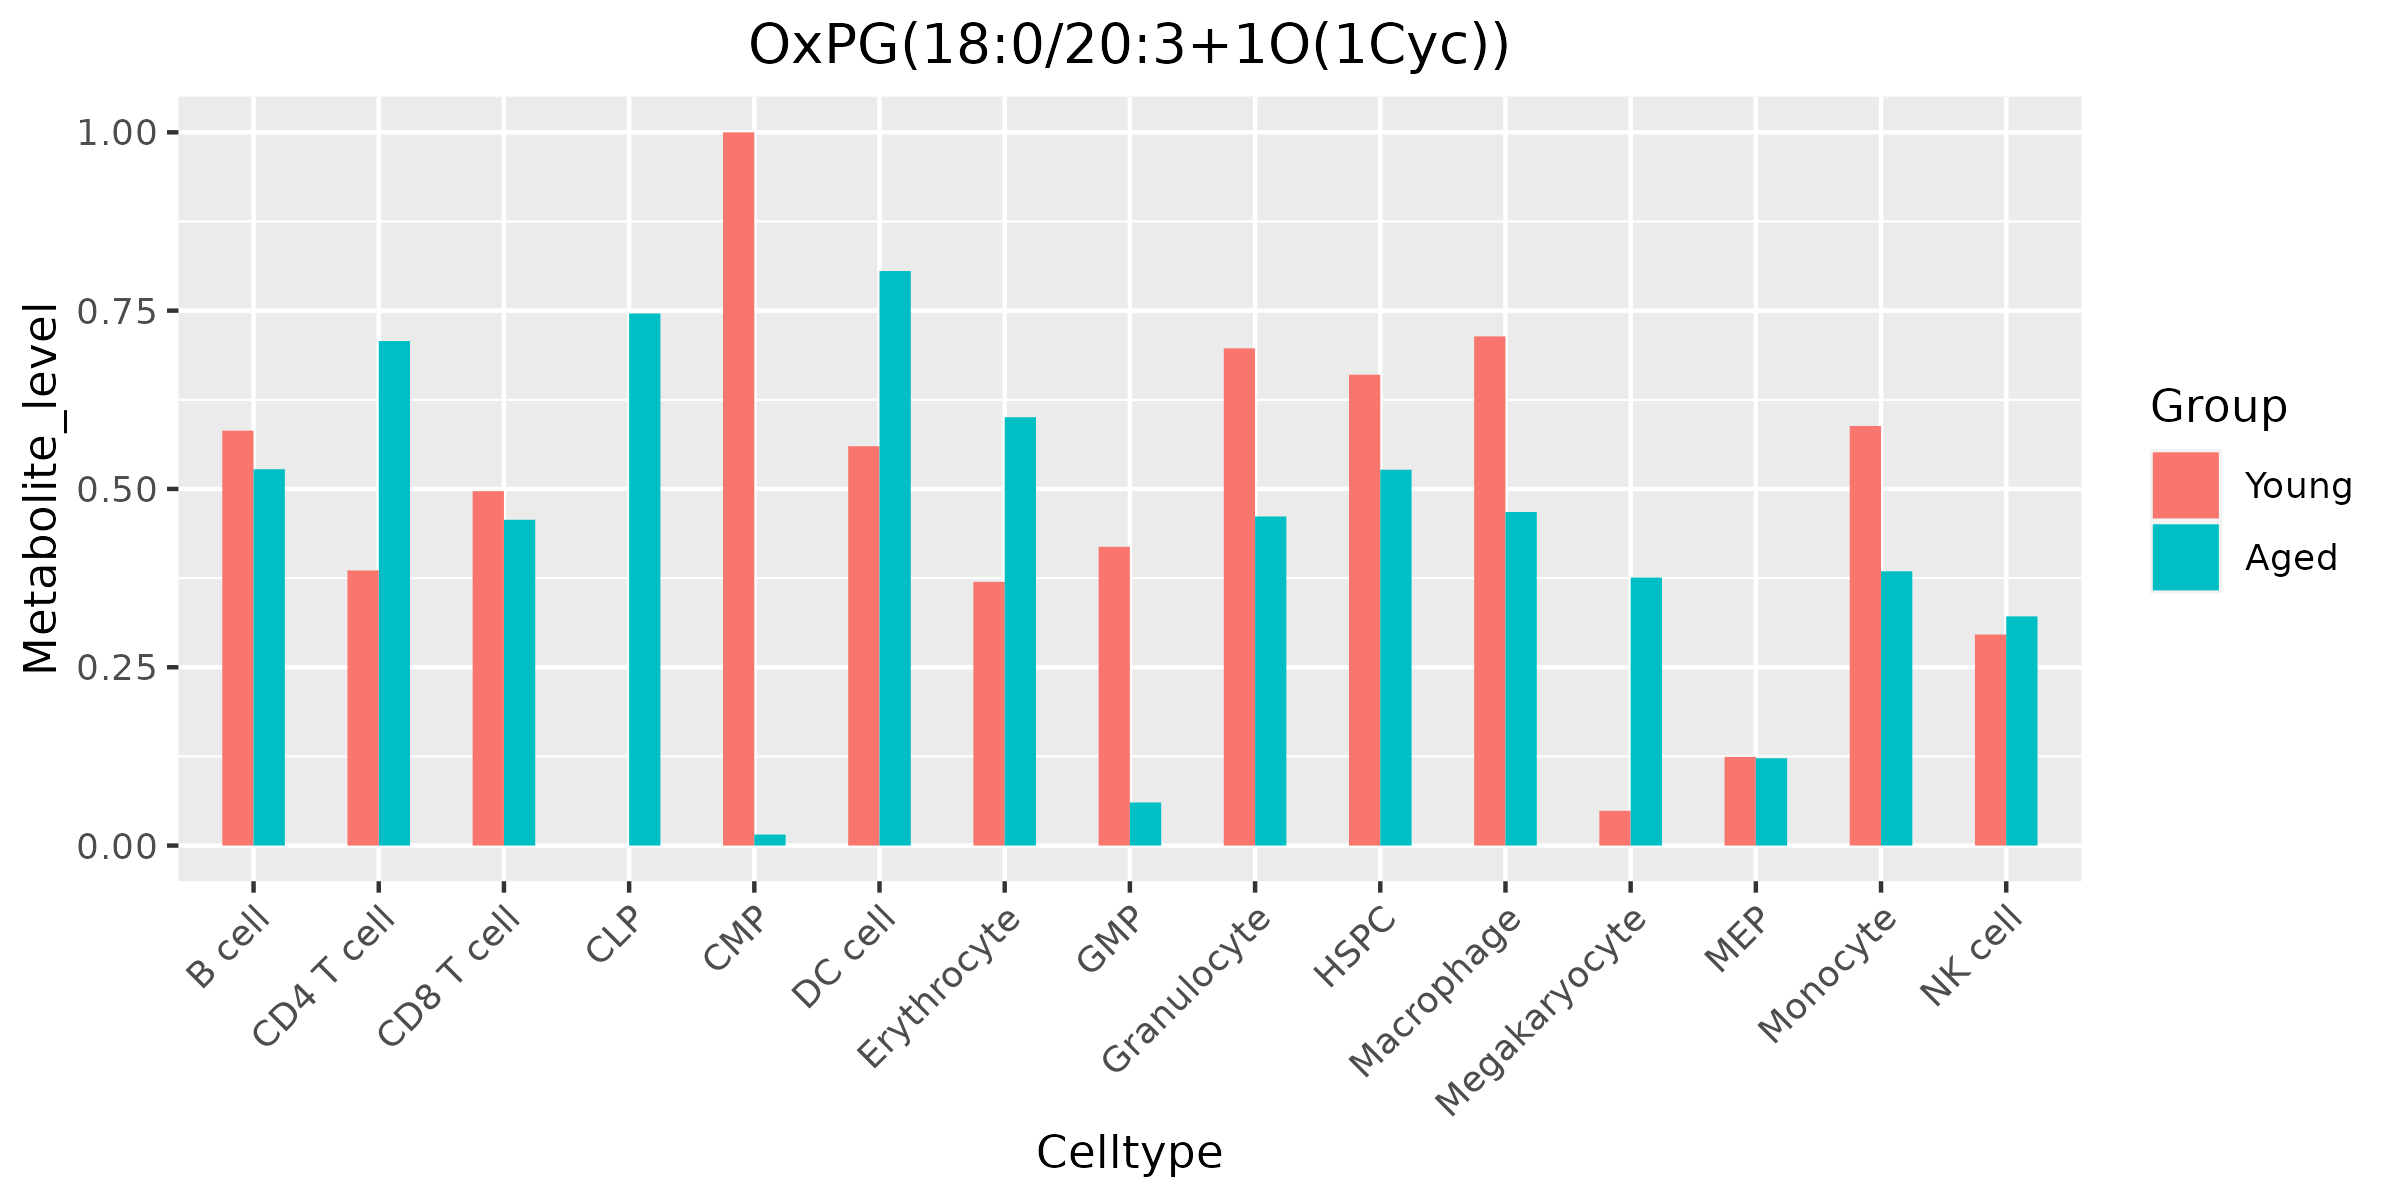 OxPG(18:0/20:3+1O(1Cyc))
Metabolite_level
1.00
0.75
0.50
0.25
0.00
B cell
CD4 T cell
CD8 T cell
CLP
CMP
DC cell
Erythrocyte
GMP
Granulocyte
HSPC
Macrophage
Megakaryocyte
MEP
Monocyte
NK cell
Celltype
Group
Young
Aged